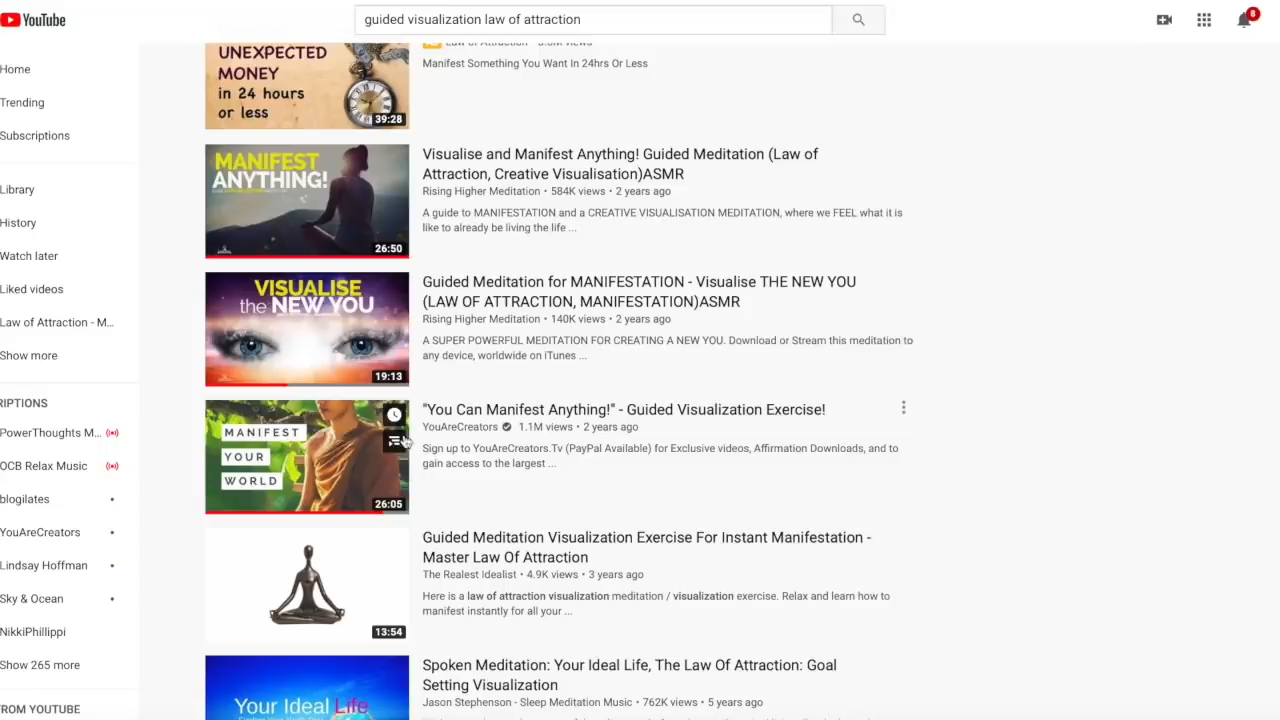 YouTube
guided visualization law of attraction
8
Home
Trending
Subscriptions
Library
History
Watch later
Liked videos
Law of Attraction - M...
Show more
RIPTIONS
PowerThoughts M...
OCB Relax Music
blogilates
YouAreCreators
Lindsay Hoffman
Sky & Ocean
NikkiPhillippi
Show 265 more
FROM YOUTUBE
UNEXPECTED
MONEY
in 24 hours
or less
39:28
Law of Attraction
Manifest Something You Want In 24hrs Or Less
MANIFEST
ANYTHING!
26:50
Visualise and Manifest Anything! Guided Meditation (Law of
Attraction, Creative Visualisation)ASMR
Rising Higher Meditation • 584K views • 2 years ago
A guide to MANIFESTATION and a CREATIVE VISUALISATION MEDITATION, where we FEEL what it is
like to already be living the life ...
VISUALISE
the NEW YOU
19:13
Guided Meditation for MANIFESTATION - Visualise THE NEW YOU
(LAW OF ATTRACTION, MANIFESTATION)ASMR
Rising Higher Meditation • 140K views • 2 years ago
A SUPER POWERFUL MEDITATION FOR CREATING A NEW YOU. Download or Stream this meditation to
any device, worldwide on iTunes ...
MANIFEST
YOUR
WORLD
26:05
"You Can Manifest Anything!" - Guided Visualization Exercise!
YouAreCreators 1.1M views • 2 years ago
Sign up to YouAreCreators.Tv (PayPal Available) for Exclusive videos, Affirmation Downloads, and to
gain access to the largest ...
13:54
Guided Meditation Visualization Exercise For Instant Manifestation -
Master Law Of Attraction
The Realest Idealist • 4.9K views • 3 years ago
Here is a law of attraction visualization meditation / visualization exercise. Relax and learn how to
manifest instantly for all your ...
Your Ideal Life
Spoken Meditation: Your Ideal Life, The Law Of Attraction: Goal
Setting Visualization
Jason Stephenson - Sleep Meditation Music • 762K views • 5 years ago